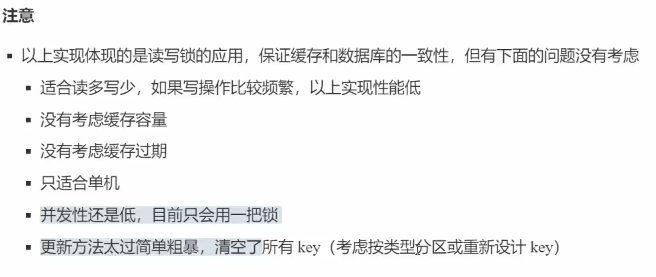 注意
以上实现体现的是读写锁的应用，保证缓存和数据库的一致性，但有下面的问题没有考虑
适合读多写少，如果写操作比较频繁，以上实现性能低
没有考虑缓存容量
没有考虑缓存过期
只适合单机
并发性还是低，目前只会用一把锁
更新方法太过简单粗暴，清空了所有 key（考虑按类型分区或重新设计 key）